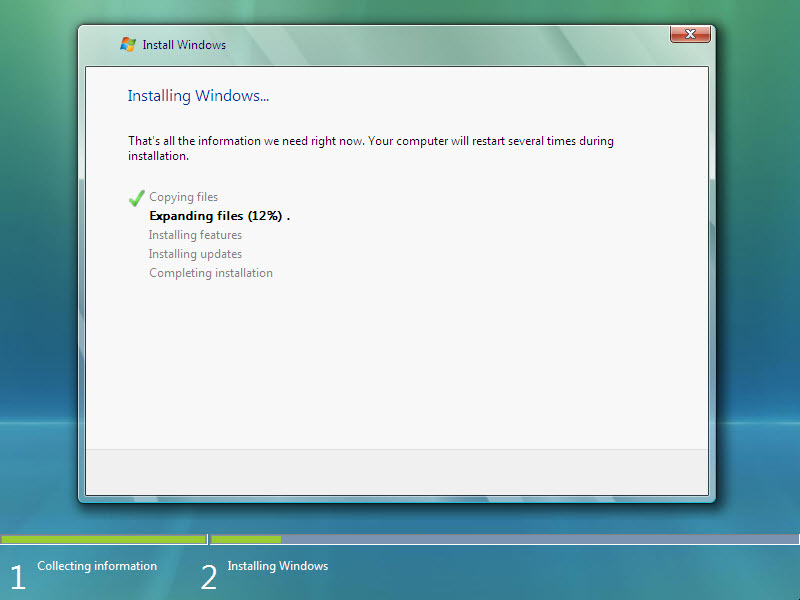 Install Windows
Installing Windows...
That's all the information we need right now. Your computer will restart several times during
installation.
Copying files
Expanding files (12%) .
Installing features
Installing updates
Completing installation
1 Collecting information
2 Installing Windows